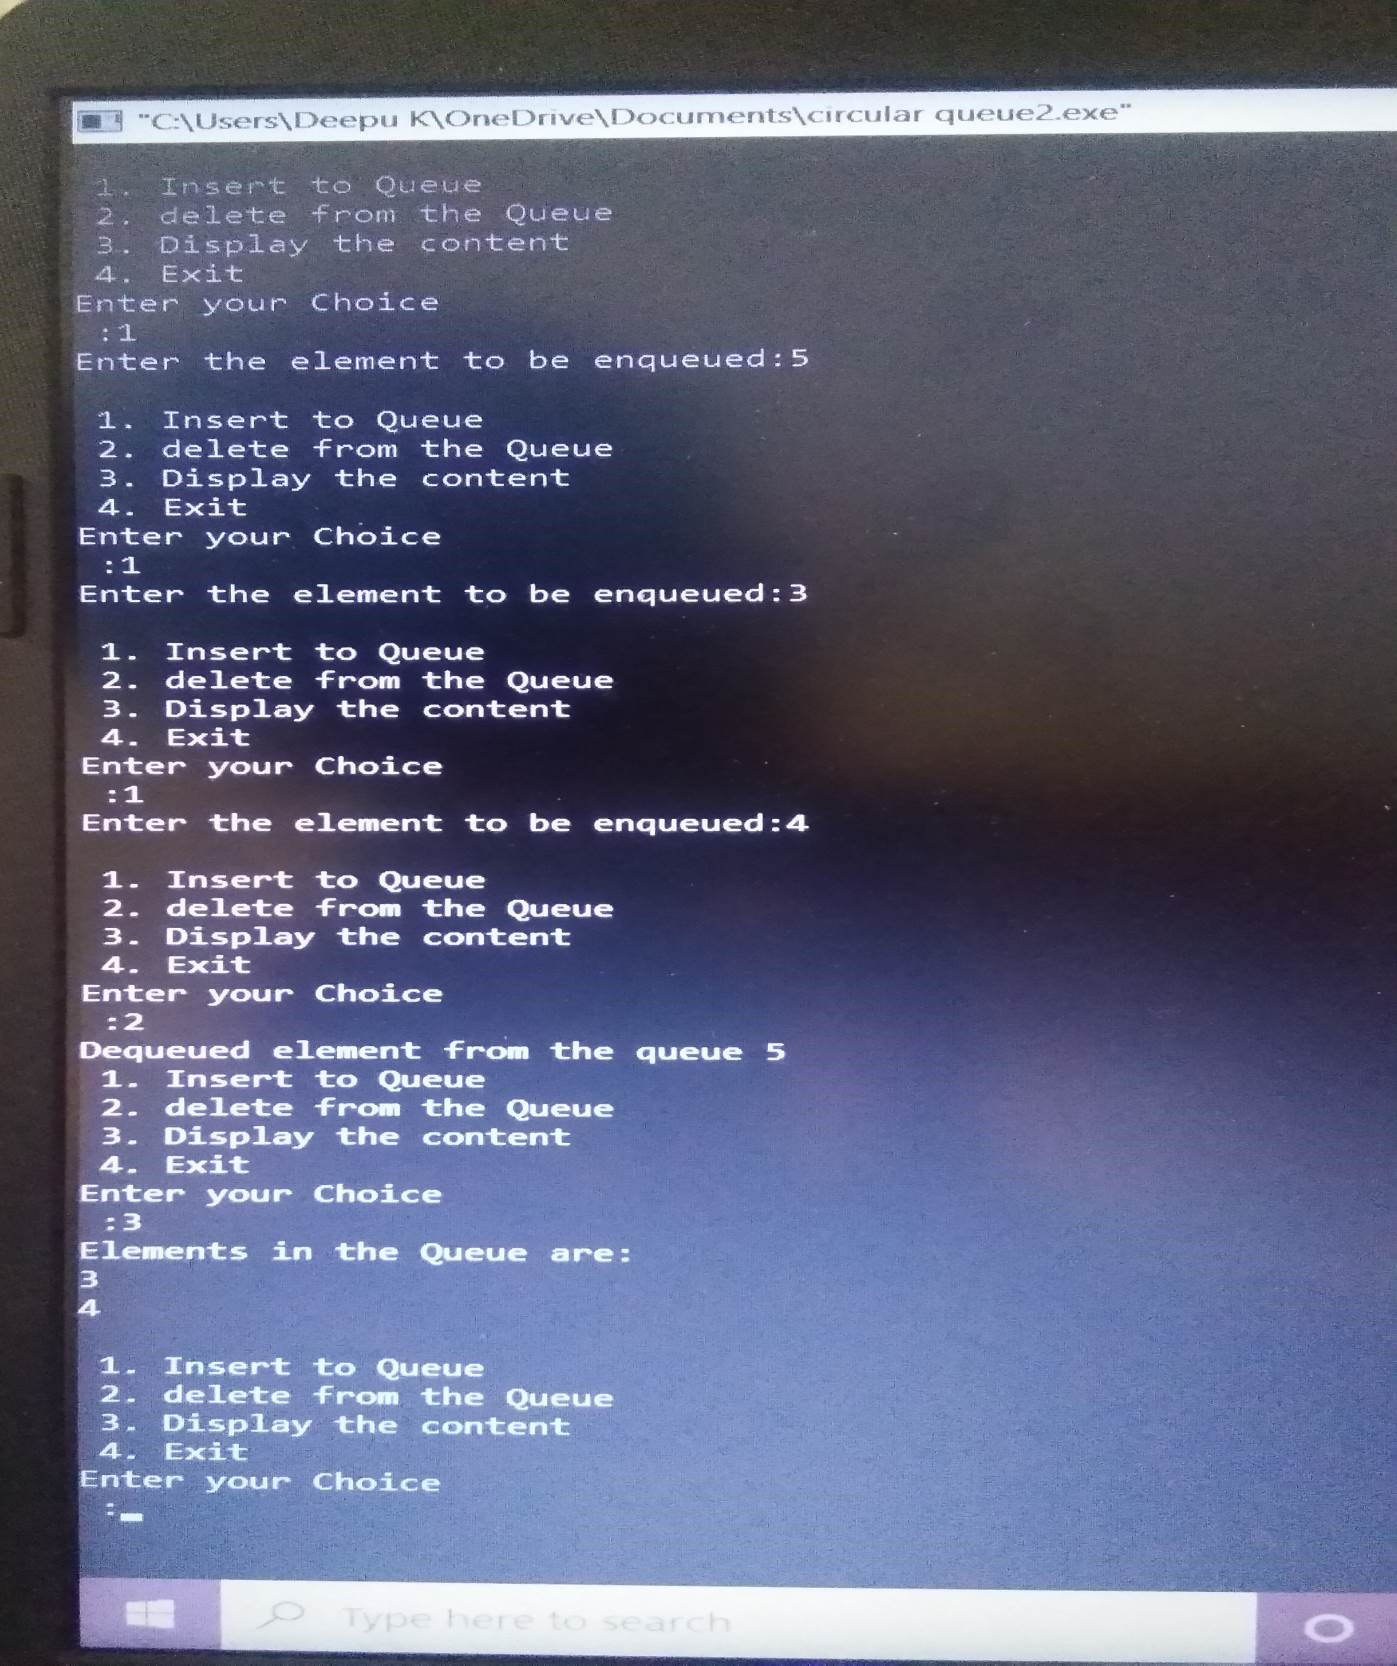 "C:\Users\Deepu K\OneDrive\Documents\circular queue2.exe"
1. Insert to Queue
2. delete from the Queue
3. Display the content
4. Exit
Enter your Choice
:1
Enter the element to be enqueued:5
1. Insert to Queue
2. delete from the Queue
3. Display the content
4. Exit
Enter your Choice
:1
Enter the element to be enqueued:3
1. Insert to Queue
2. delete from the Queue
3. Display the content
4. Exit
Enter your Choice
:1
Enter the element to be enqueued:4
1. Insert to Queue
2. delete from the Queue
3. Display the content
4. Exit
Enter your Choice
:2
Dequeued element from the queue 5
1. Insert to Queue
2. delete from the Queue
3. Display the content
4. Exit
Enter your Choice
:3
Elements in the Queue are:
3
4
1. Insert to Queue
2. delete from the Queue
3. Display the content
4. Exit
Enter your Choice
:_
Type here to search